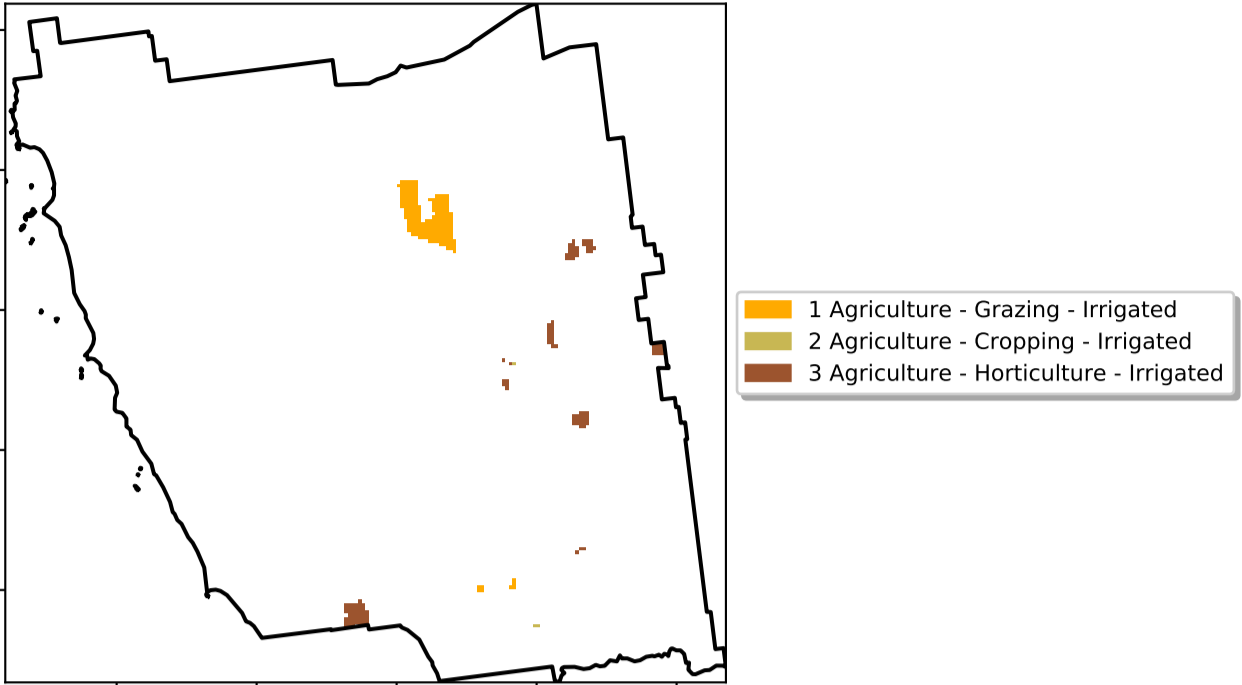 1 Agriculture - Grazing - Irrigated
2 Agriculture - Cropping - Irrigated
3 Agriculture - Horticulture - Irrigated